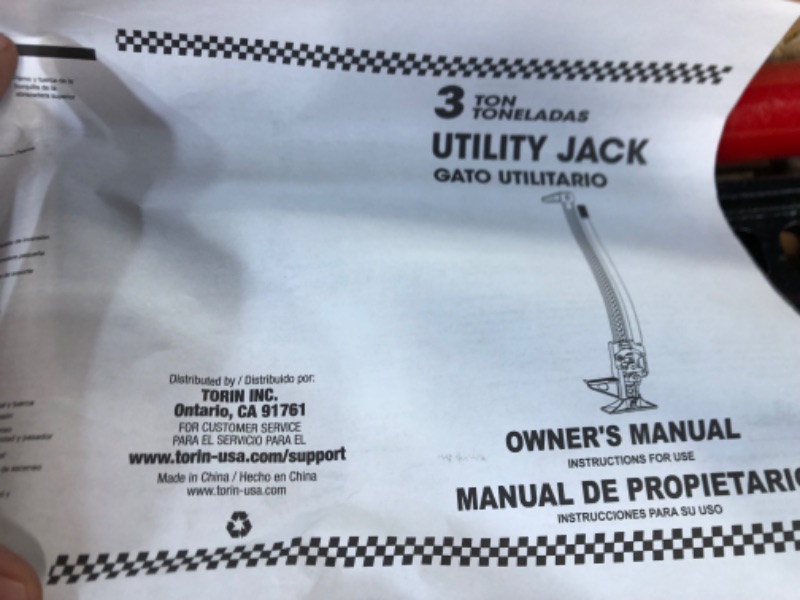 3 TON
TONELADAS
UTILITY JACK
GATO UTILITARIO
OWNER'S MANUAL
INSTRUCTIONS FOR USE
MANUAL DE PROPIETARIO
INSTRUCCIONES PARA SU USO
Distributed by / Distribuido por:
TORIN INC.
Ontario, CA 91761
FOR CUSTOMER SERVICE
PARA EL SERVICIO PARA EL
www.torin-usa.com/support
Made in China / Hecho en China
www.torin-usa.com